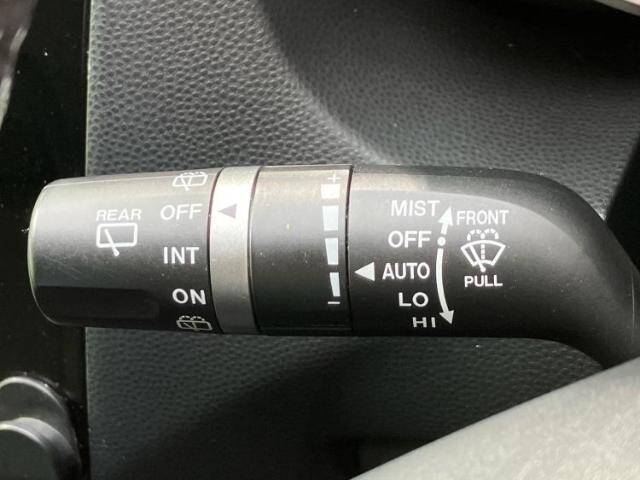 REAR
OFF
INT
ON
+
−
MIST
OFF
AUTO
LO
HI
FRONT
PULL